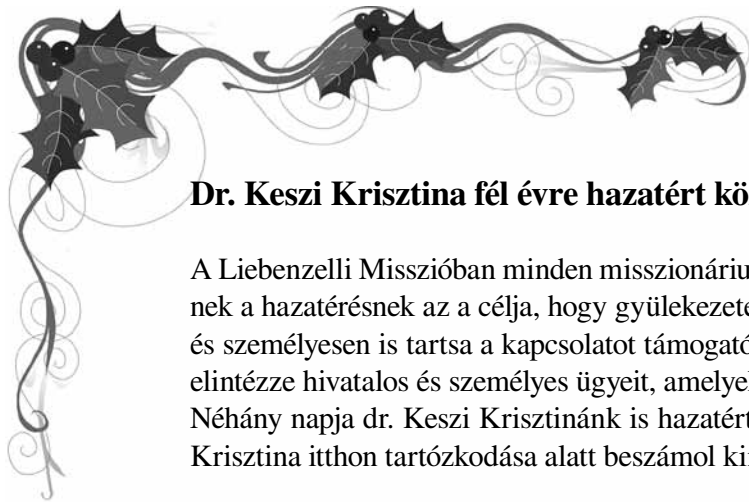 Dr. Keszi Krisztina fél évre hazatért kö
A Liebenzelli Misszióban minden misszionáriu
nek a hazatérésnek az a célja, hogy gyülekezete
és személyesen is tartsa a kapcsolatot támogató
elintézze hivatalos és személyes ügyeit, amelyel
Néhány napja dr. Keszi Krisztinánk is hazatért
Krisztina itthon tartózkodása alatt beszámol ki